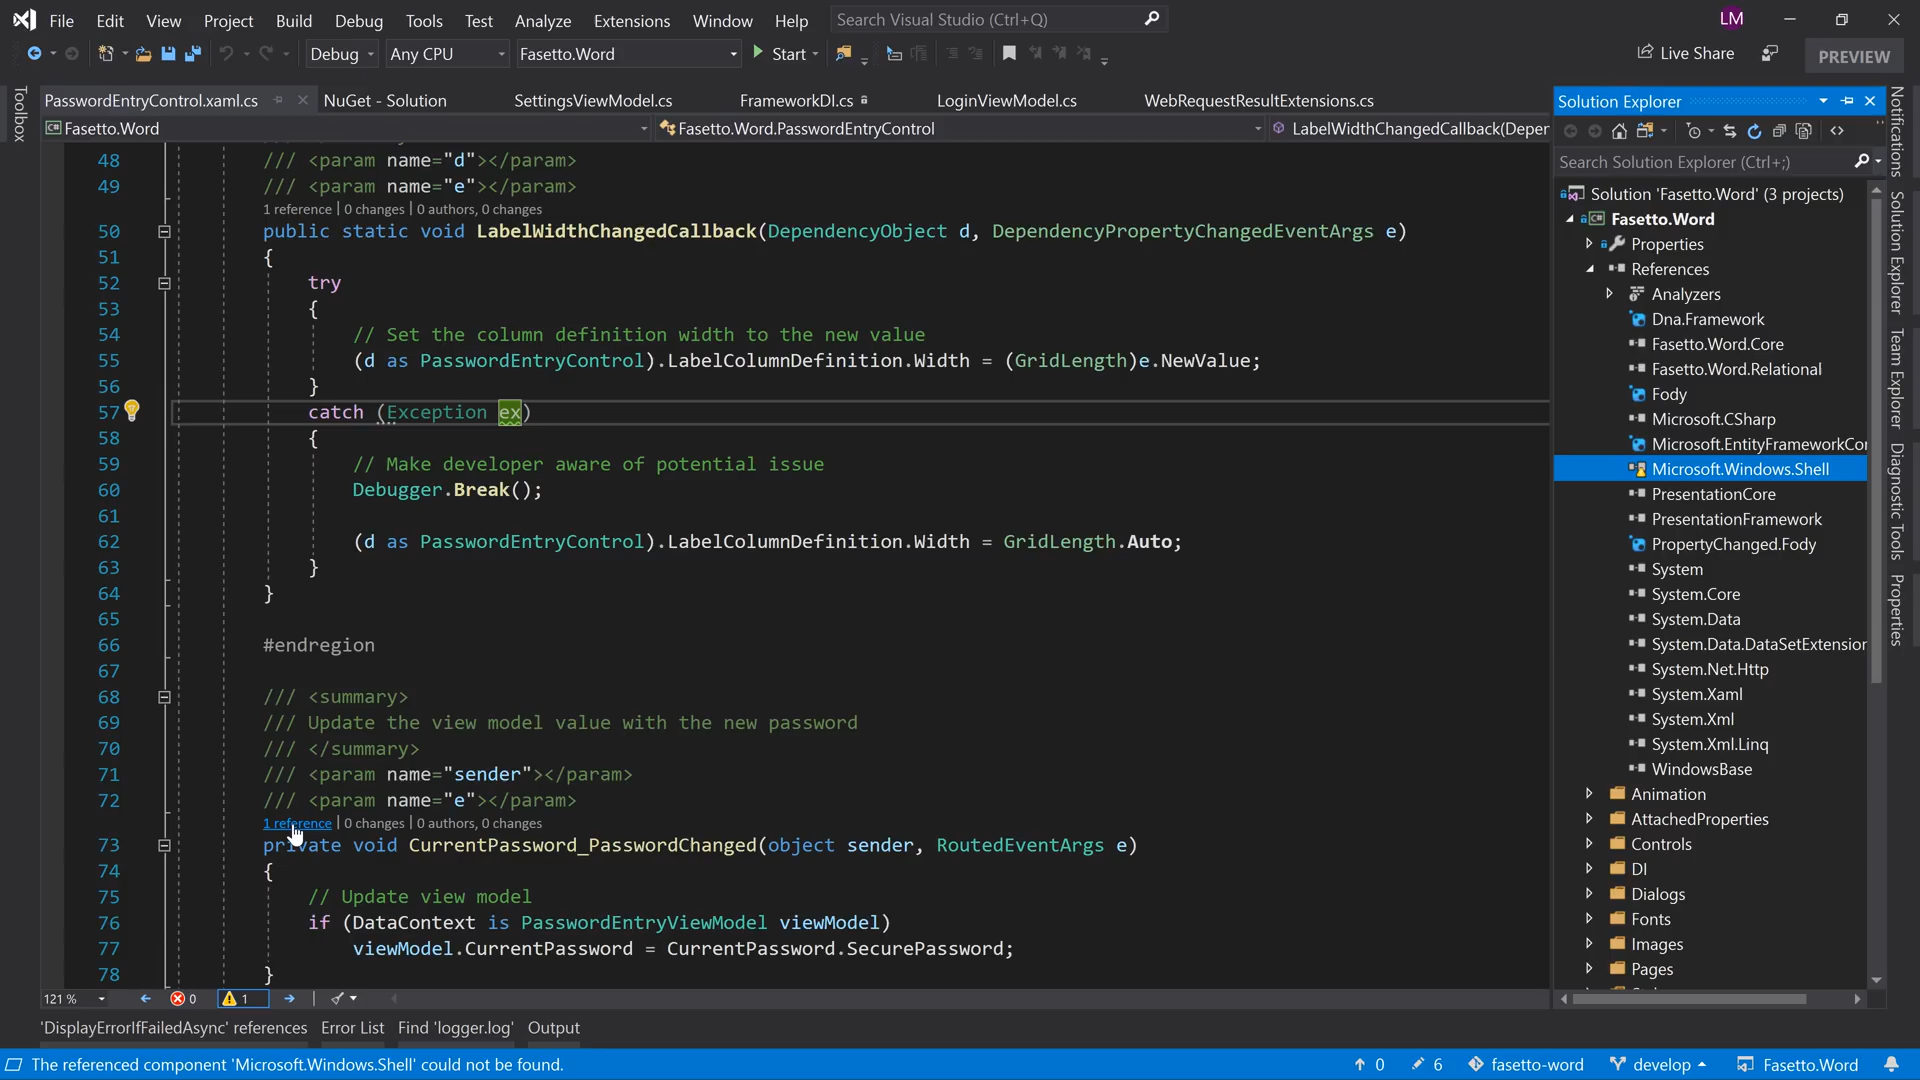 File Edit View Project Build Debug Tools Test Analyze Extensions Window Help Search Visual Studio (Ctrl+Q) LM
Debug Any CPU Fasetto.Word Start Live Share PREVIEW
Toolbox
PasswordEntryControl.xaml.cs NuGet - Solution SettingsViewModel.cs FrameworkDI.cs LoginViewModel.cs WebRequestResultExtensions.cs
Fasetto.Word Fasetto.Word.PasswordEntryControl LabelWidthChangedCallback(Depen
48 /// <param name="d"></param>
49 /// <param name="e"></param>
1 reference | 0 changes | 0 authors, 0 changes
50 public static void LabelWidthChangedCallback(DependencyObject d, DependencyPropertyChangedEventArgs e)
51 {
52 try
53 {
54 // Set the column definition width to the new value
55 (d as PasswordEntryControl).LabelColumnDefinition.Width = (GridLength)e.NewValue;
56 }
57 catch (Exception ex)
58 {
59 // Make developer aware of potential issue
60 Debugger.Break();
61
62 (d as PasswordEntryControl).LabelColumnDefinition.Width = GridLength.Auto;
63 }
64 }
65
66 #endregion
67
68 /// <summary>
69 /// Update the view model value with the new password
70 /// </summary>
71 /// <param name="sender"></param>
72 /// <param name="e"></param>
1 reference | 0 changes | 0 authors, 0 changes
73 private void CurrentPassword_PasswordChanged(object sender, RoutedEventArgs e)
74 {
75 // Update view model
76 if (DataContext is PasswordEntryViewModel viewModel)
77 viewModel.CurrentPassword = CurrentPassword.SecurePassword;
78 }
121 % 0 1
'DisplayErrorIfFailedAsync' references Error List Find 'logger.log' Output
The referenced component 'Microsoft.Windows.Shell' could not be found. 0 6 fasetto-word develop Fasetto.Word
Solution Explorer
Search Solution Explorer (Ctrl+;)
Solution 'Fasetto.Word' (3 projects)
Fasetto.Word
Properties
References
Analyzers
Dna.Framework
Fasetto.Word.Core
Fasetto.Word.Relational
Fody
Microsoft.CSharp
Microsoft.EntityFrameworkCor
Microsoft.Windows.Shell
PresentationCore
PresentationFramework
PropertyChanged.Fody
System
System.Core
System.Data
System.Data.DataSetExtension
System.Net.Http
System.Xaml
System.Xml
System.Xml.Linq
WindowsBase
Animation
AttachedProperties
Controls
DI
Dialogs
Fonts
Images
Pages
Notifications
Solution Explorer
Team Explorer
Diagnostic Tools
Properties